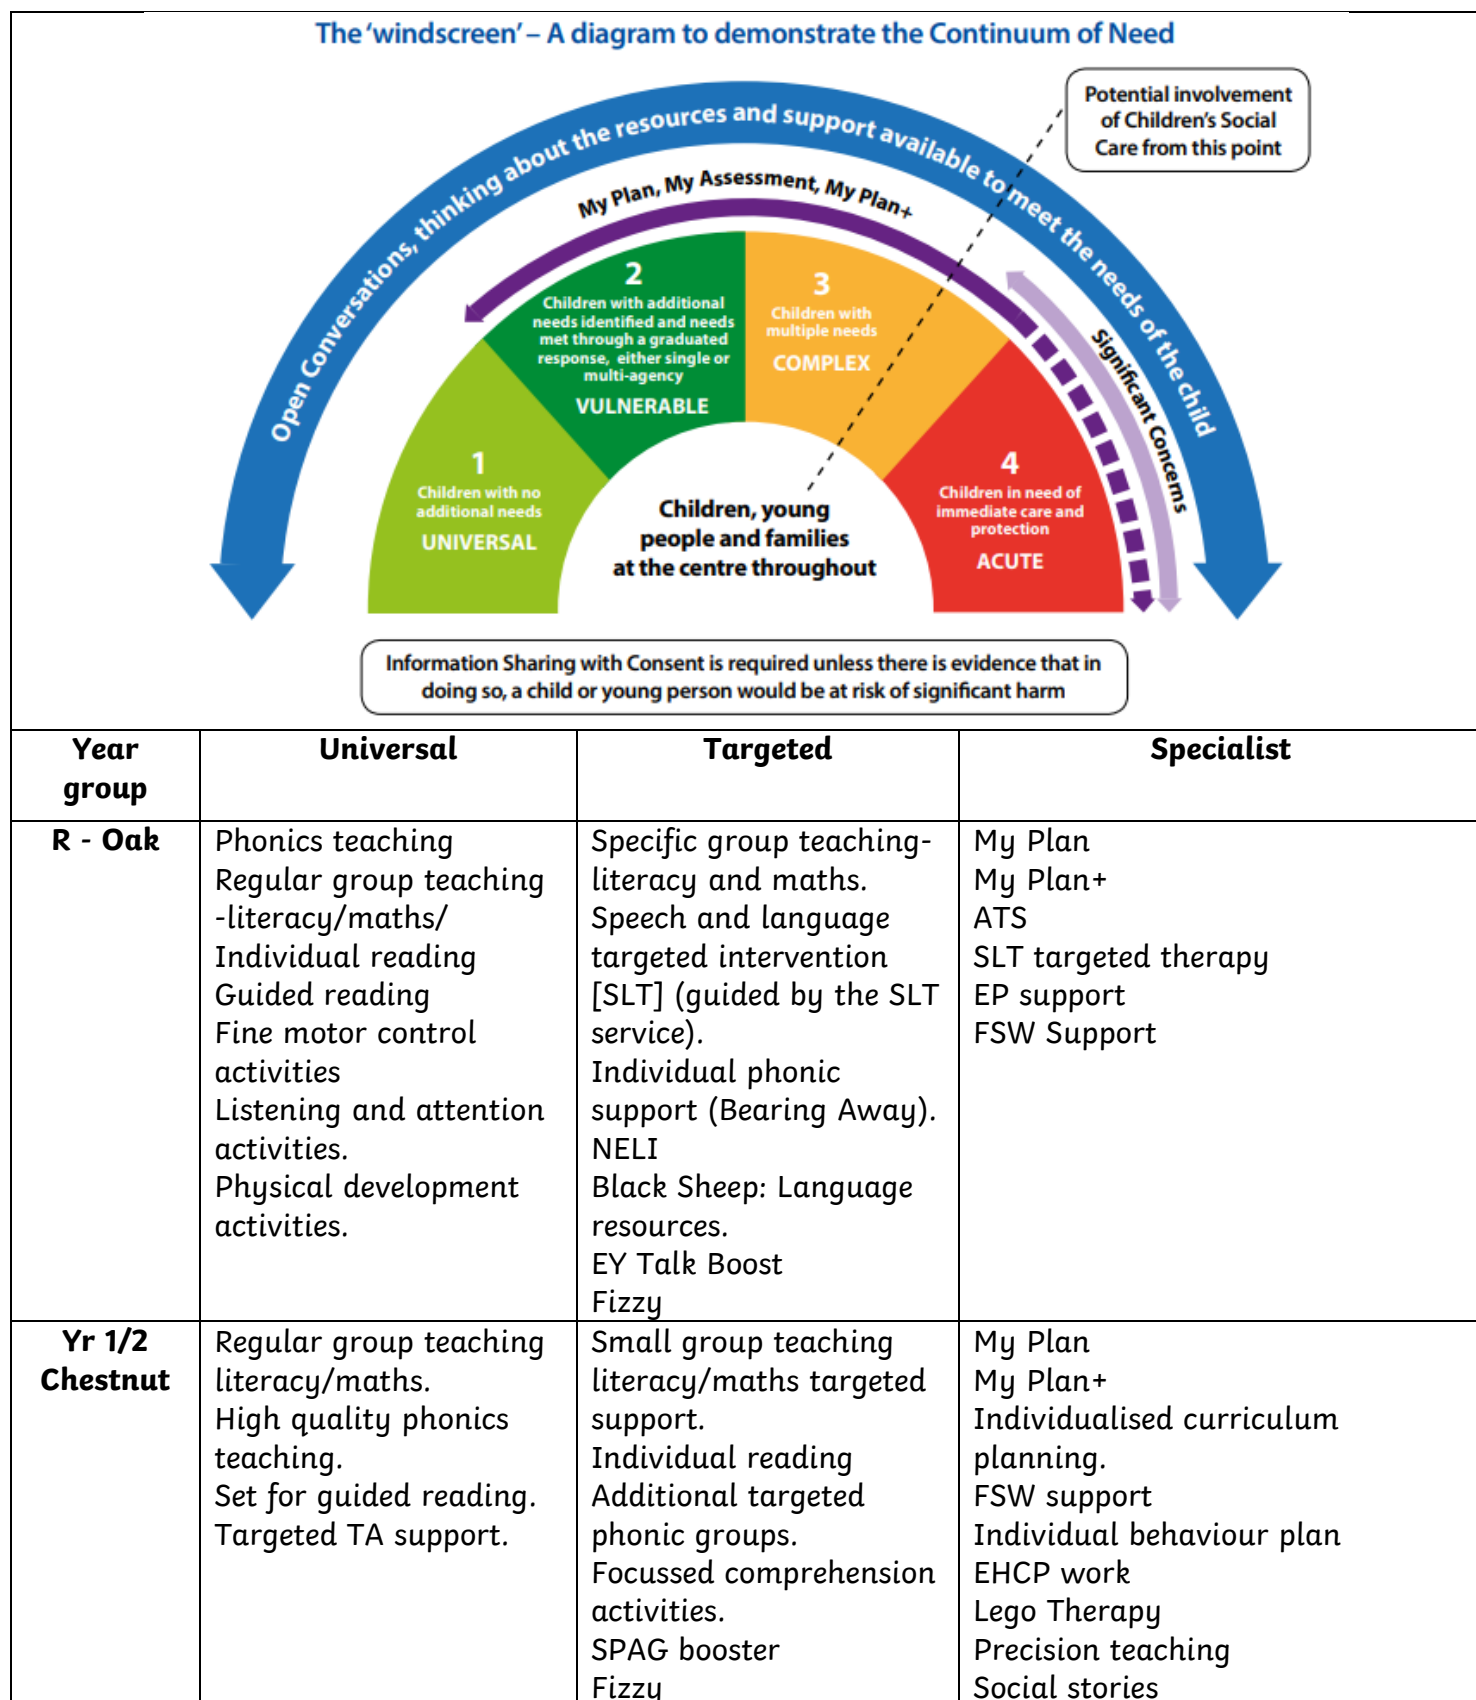 The 'windscreen' – A diagram to demonstrate the Continuum of Need
Potential involvement
of Children's Social
Care from this point
Open Conversations, thinking about the resources and support available to meet the needs of the child
My Plan, My Assessment, My Plan+
Significant Concerns
1
Children with no
additional needs
UNIVERSAL
2
Children with additional
needs identified and needs
met through a graduated
response, either single or
multi-agency
VULNERABLE
3
Children with
multiple needs
COMPLEX
4
Children in need of
immediate care and
protection
ACUTE
Children, young
people and families
at the centre throughout
Information Sharing with Consent is required unless there is evidence that in
doing so, a child or young person would be at risk of significant harm
Year
group
Universal
Targeted
Specialist
R - Oak
Phonics teaching
Regular group teaching
-literacy/maths/
Individual reading
Guided reading
Fine motor control
activities
Listening and attention
activities.
Physical development
activities.
Specific group teaching-
literacy and maths.
Speech and language
targeted intervention
[SLT] (guided by the SLT
service).
Individual phonic
support (Bearing Away).
NELI
Black Sheep: Language
resources.
EY Talk Boost
Fizzy
My Plan
My Plan+
ATS
SLT targeted therapy
EP support
FSW Support
Yr 1/2
Chestnut
Regular group teaching
literacy/maths.
High quality phonics
teaching.
Set for guided reading.
Targeted TA support.
Small group teaching
literacy/maths targeted
support.
Individual reading
Additional targeted
phonic groups.
Focussed comprehension
activities.
SPAG booster
Fizzy
My Plan
My Plan+
Individualised curriculum
planning.
FSW support
Individual behaviour plan
EHCP work
Lego Therapy
Precision teaching
Social stories